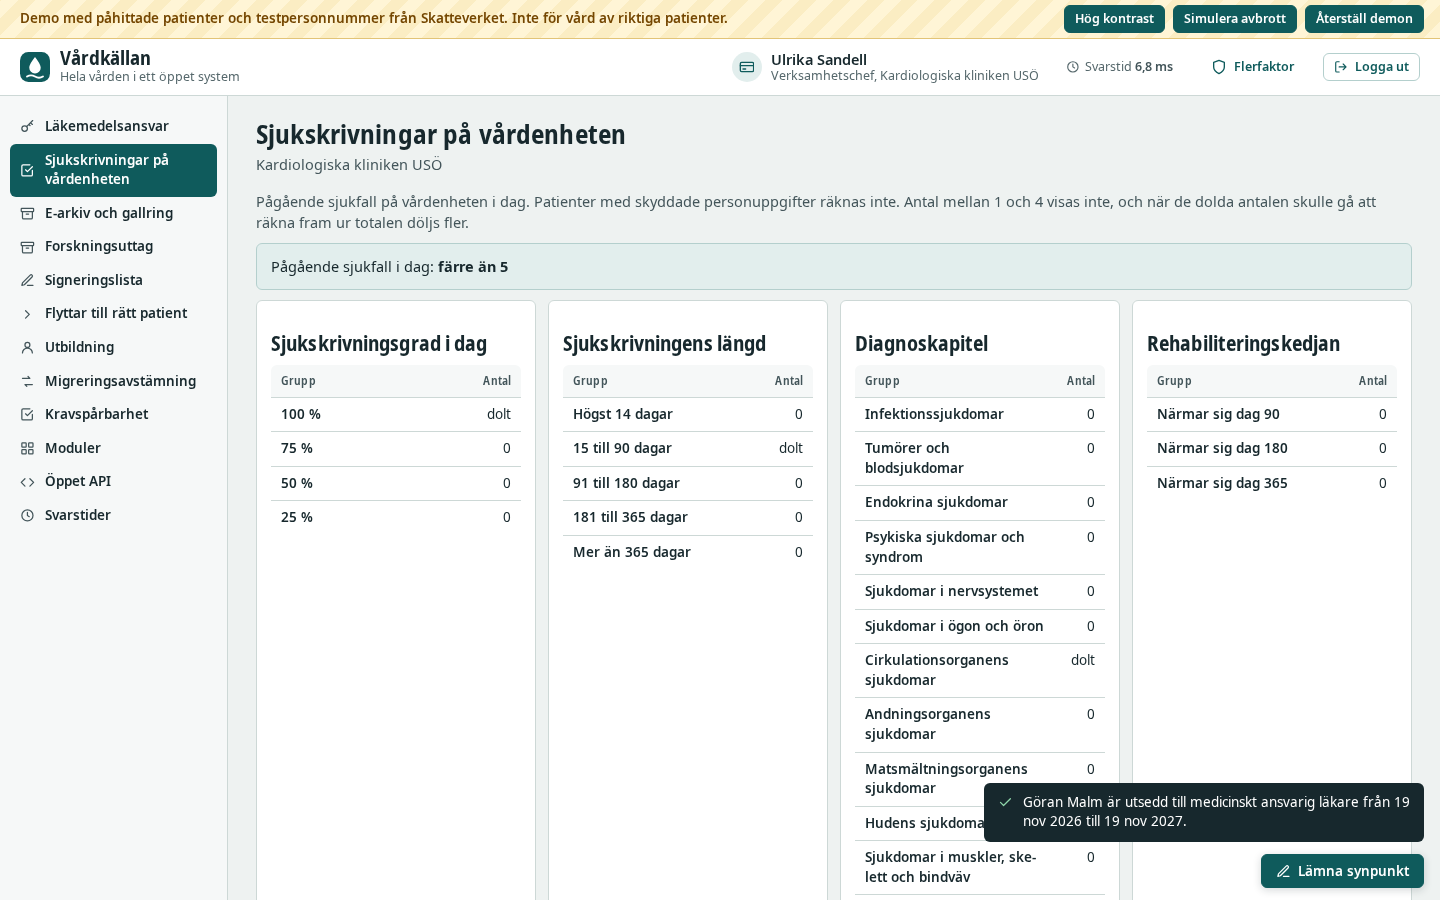 Demo med påhittade patienter och testpersonnummer från Skatteverket. Inte för vård av riktiga patienter.
Hög kontrast
Simulera avbrott
Återställ demon
Vårdkällan
Hela vården i ett öppet system
Ulrika Sandell
Verksamhetschef, Kardiologiska kliniken USÖ
Svarstid 6,8 ms
Flerfaktor
Logga ut
Läkemedelsansvar
Sjukskrivningar på
vårdenheten
E-arkiv och gallring
Forskningsuttag
Signeringslista
Flyttar till rätt patient
Utbildning
Migreringsavstämning
Kravspårbarhet
Moduler
Öppet API
Svarstider
Sjukskrivningar på vårdenheten
Kardiologiska kliniken USÖ
Pågående sjukfall på vårdenheten i dag. Patienter med skyddade personuppgifter räknas inte. Antal mellan 1 och 4 visas inte, och när de dolda antalen skulle gå att
räkna fram ur totalen döljs fler.
Pågående sjukfall i dag: färre än 5
Sjukskrivningsgrad i dag
Grupp Antal
100 % dolt
75 % 0
50 % 0
25 % 0
Sjukskrivningens längd
Grupp Antal
Högst 14 dagar 0
15 till 90 dagar dolt
91 till 180 dagar 0
181 till 365 dagar 0
Mer än 365 dagar 0
Diagnoskapitel
Grupp Antal
Infektionssjukdomar 0
Tumörer och 0
blodsjukdomar
Endokrina sjukdomar 0
Psykiska sjukdomar och 0
syndrom
Sjukdomar i nervsystemet 0
Sjukdomar i ögon och öron 0
Cirkulationsorganens dolt
sjukdomar
Andningsorganens 0
sjukdomar
Matsmältningsorganens 0
sjukdomar
Hudens sjukdoma
Sjukdomar i muskler, ske- 0
lett och bindväv
Rehabiliteringskedjan
Grupp Antal
Närmar sig dag 90 0
Närmar sig dag 180 0
Närmar sig dag 365 0
Göran Malm är utsedd till medicinskt ansvarig läkare från 19
nov 2026 till 19 nov 2027.
Lämna synpunkt